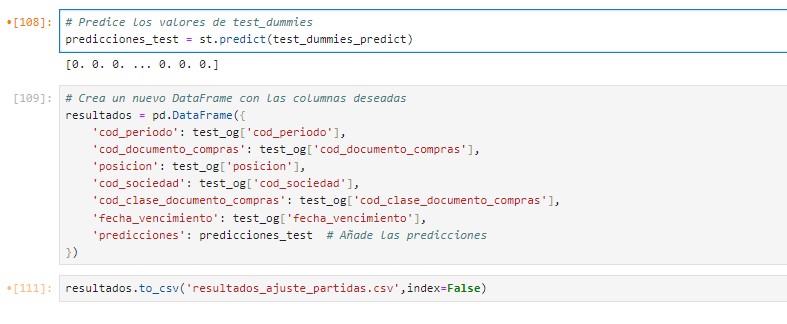 •[108]: # Predice los valores de test_dummies
predicciones_test = st.predict(test_dummies_predict)
[0. 0. 0. ... 0. 0. 0.]
[109]: # Crea un nuevo DataFrame con las columnas deseadas
resultados = pd.DataFrame({
    'cod_periodo': test_og['cod_periodo'],
    'cod_documento_compras': test_og['cod_documento_compras'],
    'posicion': test_og['posicion'],
    'cod_sociedad': test_og['cod_sociedad'],
    'cod_clase_documento_compras': test_og['cod_clase_documento_compras'],
    'fecha_vencimiento': test_og['fecha_vencimiento'],
    'predicciones': predicciones_test  # Añade las predicciones
})
•[111]: resultados.to_csv('resultados_ajuste_partidas.csv',index=False)